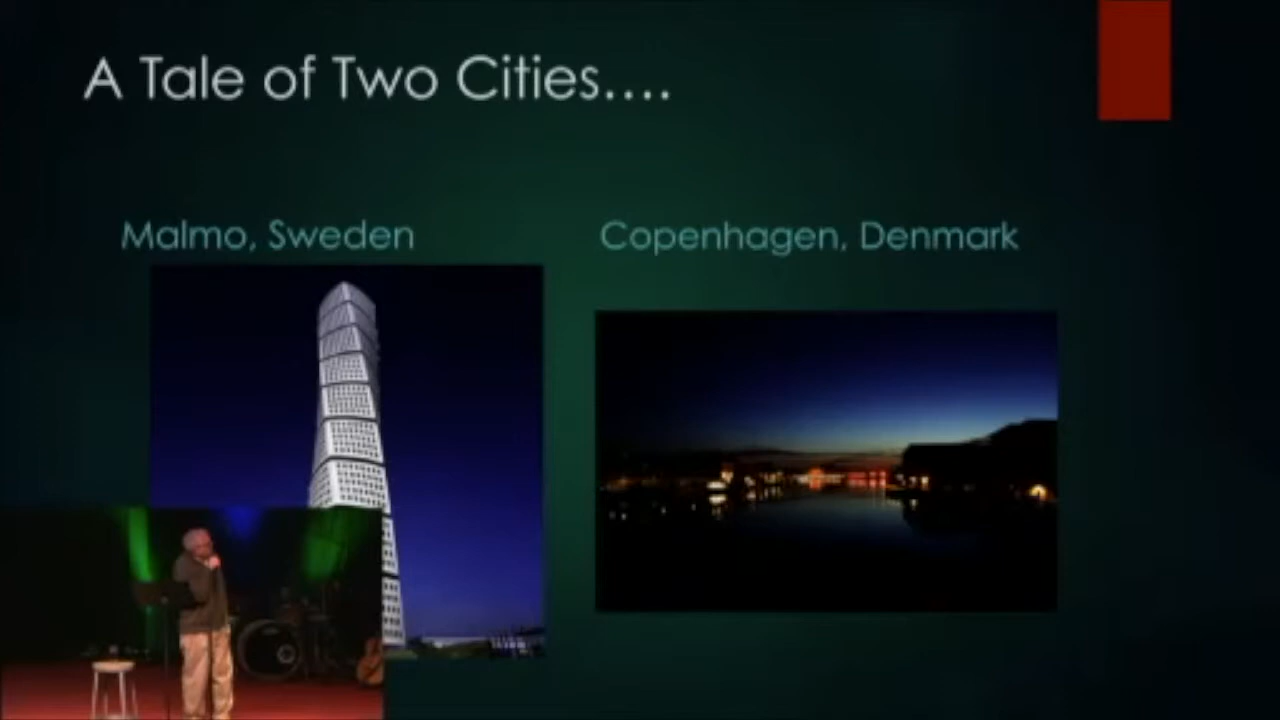 A Tale of Two Cities....
Malmo, Sweden
Copenhagen, Denmark